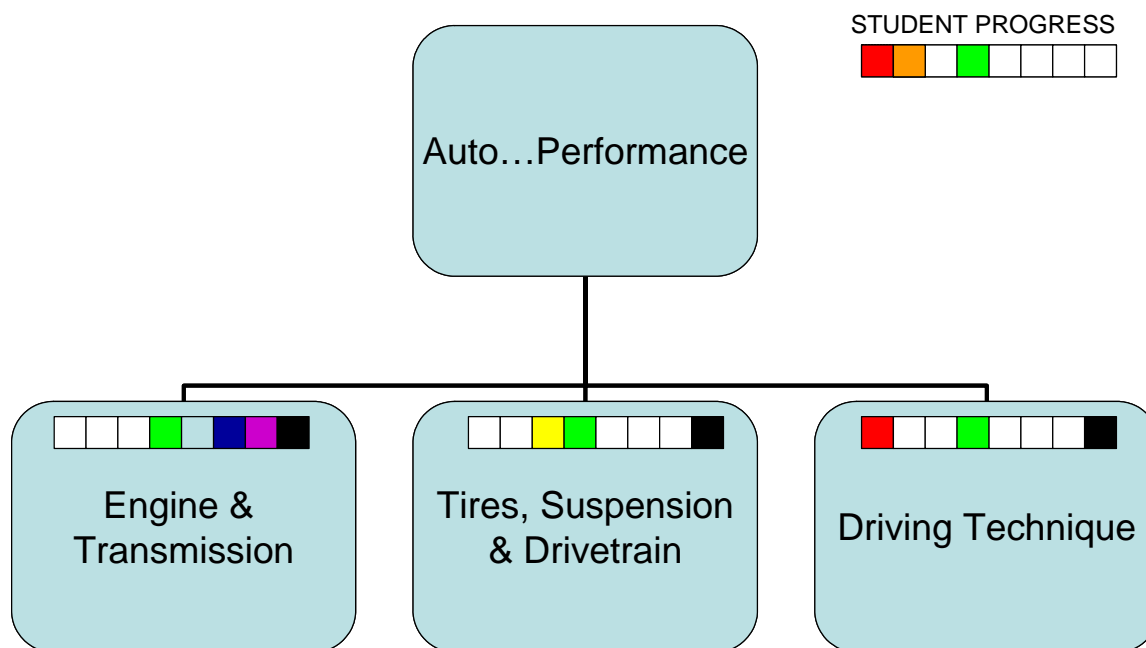 STUDENT PROGRESS
Auto…Performance
Engine &
Transmission
Tires, Suspension
& Drivetrain
Driving Technique